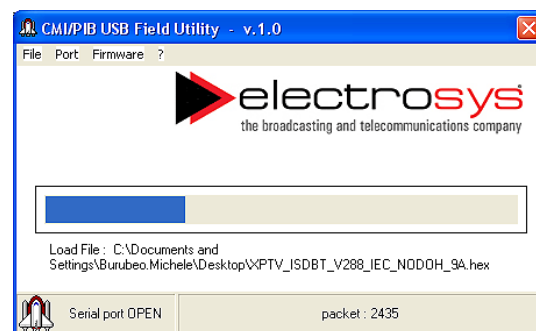 CMI/PIB USB Field Utility - v.1.0
File Port Firmware ?
electrosys
the broadcasting and telecommunications company
Load File : C:\Documents and
Settings\Burubeo.Michele\Desktop\XPTV_ISDBT_V288_IEC_NODOH_9A.hex
Serial port OPEN packet : 2435